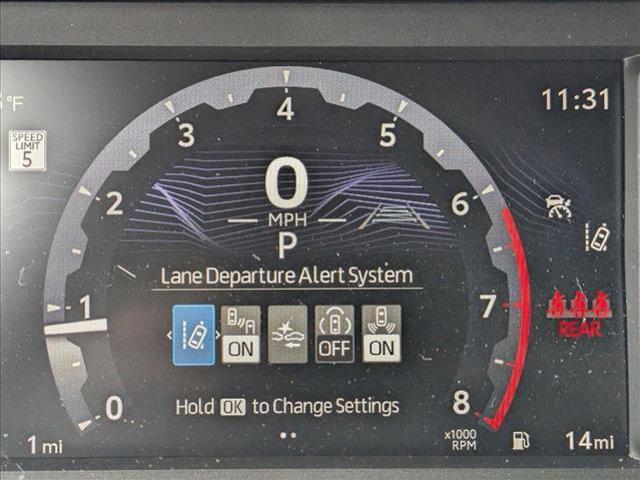 °F
11:31
SPEED
LIMIT
5
0
1
2
3
4
5
6
7
8
0
MPH
P
Lane Departure Alert System
A
ON
OFF
ON
REAR
Hold OK to Change Settings
x1000
RPM
1 mi
14 mi